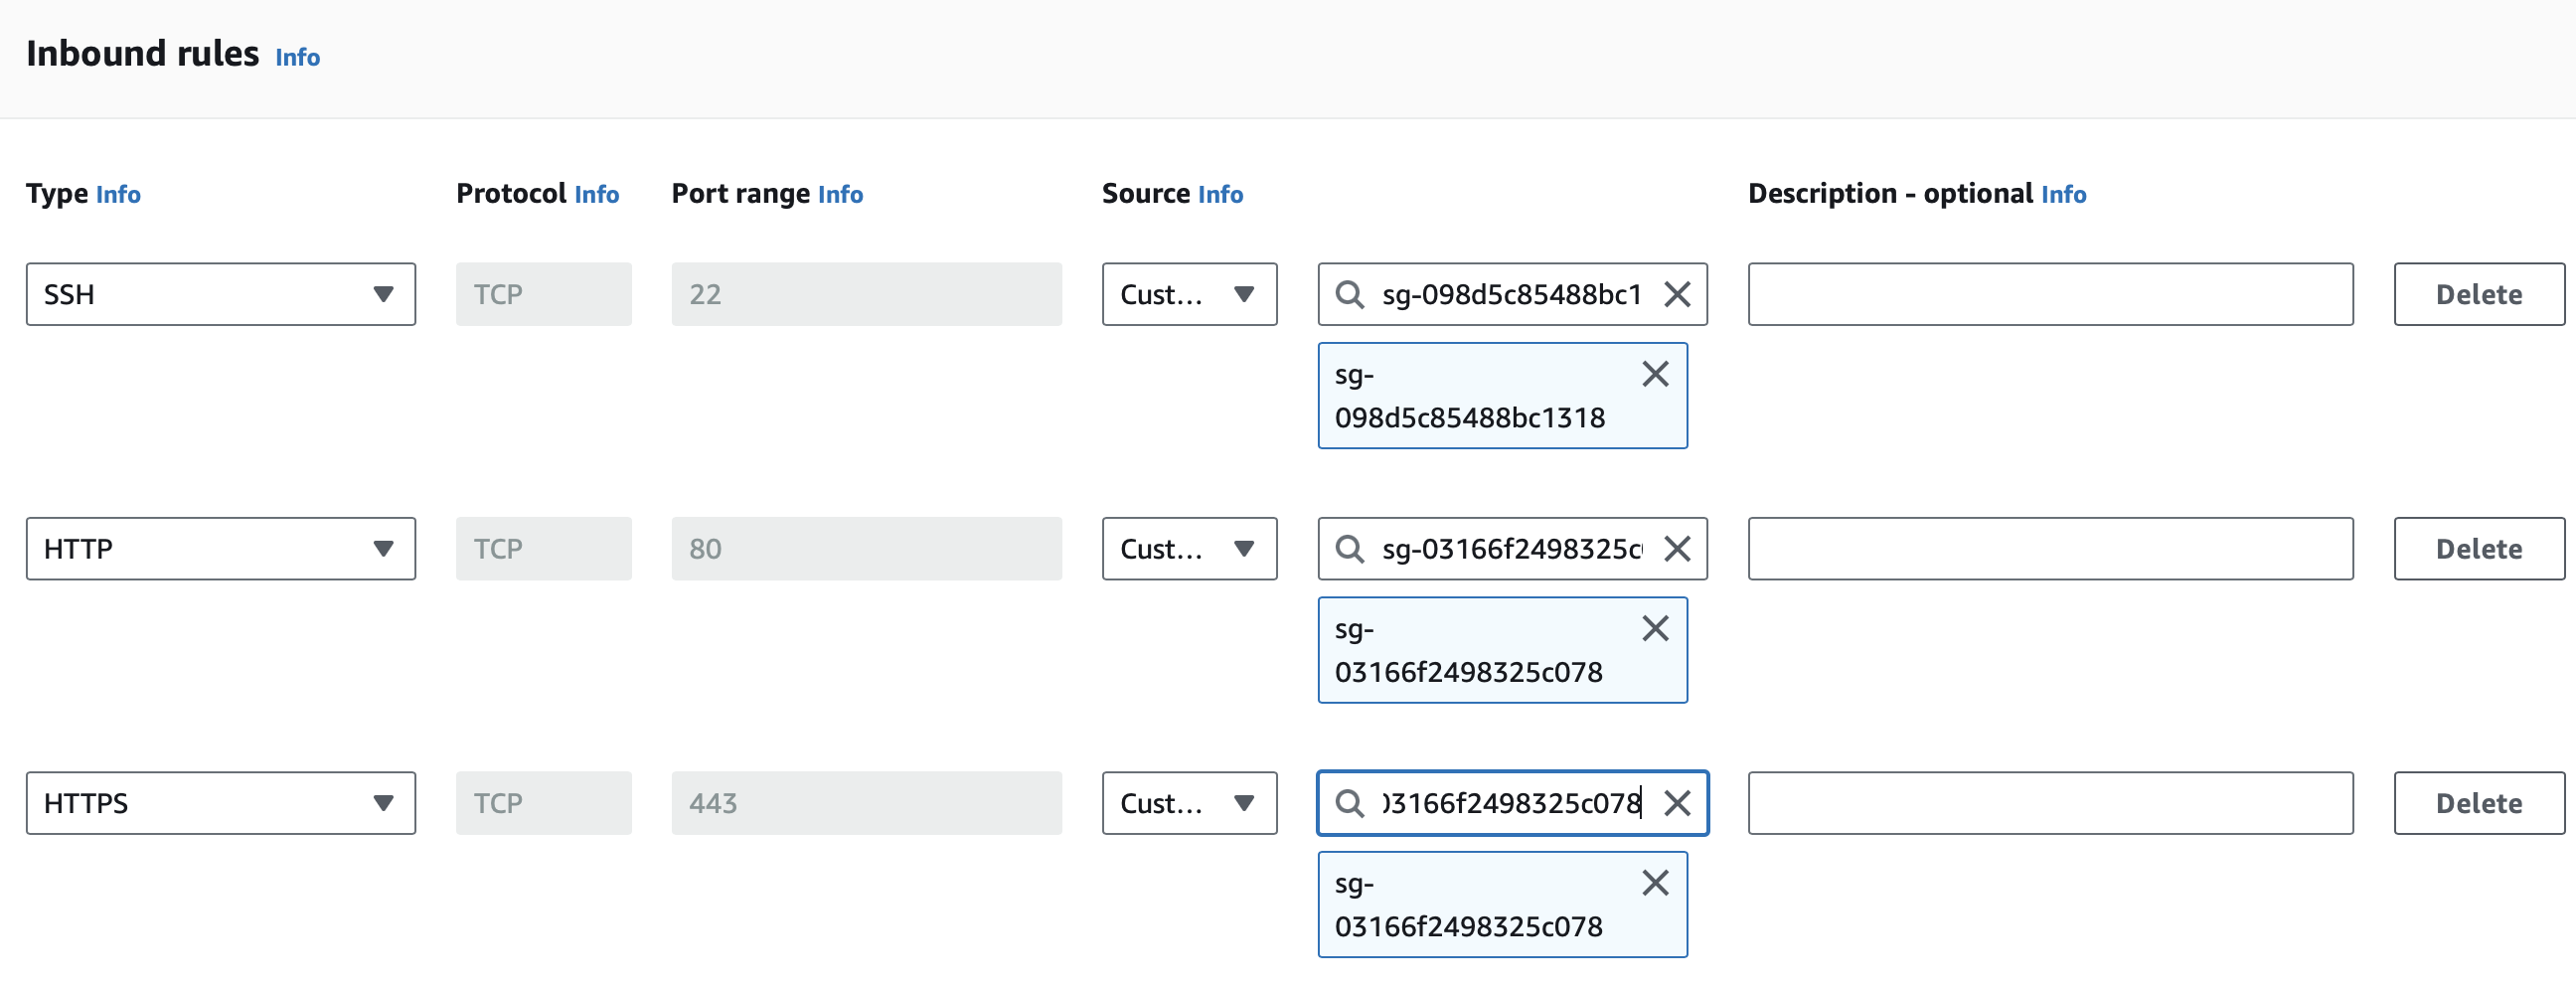 Inbound rules Info
Type Info Protocol Info Port range Info Source Info Description - optional Info
SSH TCP 22 Cust... sg-098d5c85488bc1 Delete
sg-
098d5c85488bc1318
HTTP TCP 80 Cust... sg-03166f2498325c Delete
sg-
03166f2498325c078
HTTPS TCP 443 Cust... 03166f2498325c078 Delete
sg-
03166f2498325c078